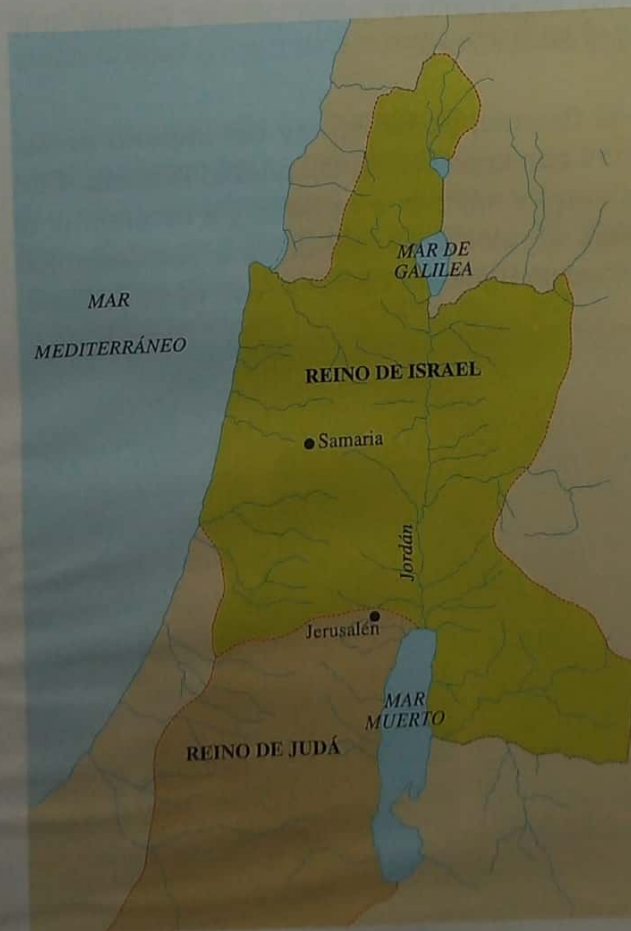 MAR DE
GALILEA
MAR
MEDITERRÁNEO
REINO DE ISRAEL
Samaria
Jordán
Jerusalén
MAR
MUERTO
REINO DE JUDÁ